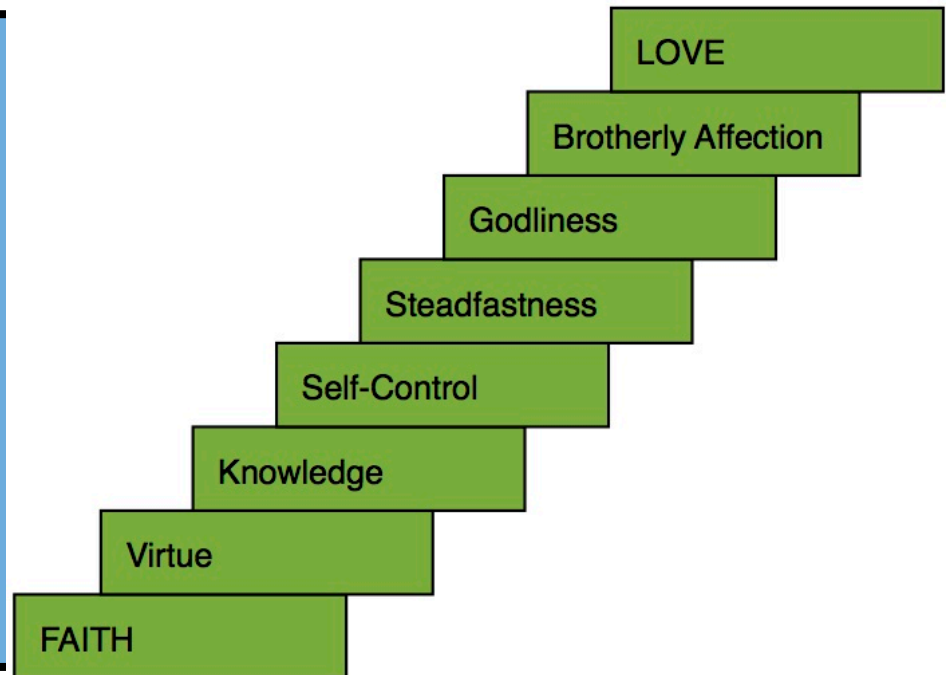 LOVE
Brotherly Affection
Godliness
Steadfastness
Self-Control
Knowledge
Virtue
FAITH